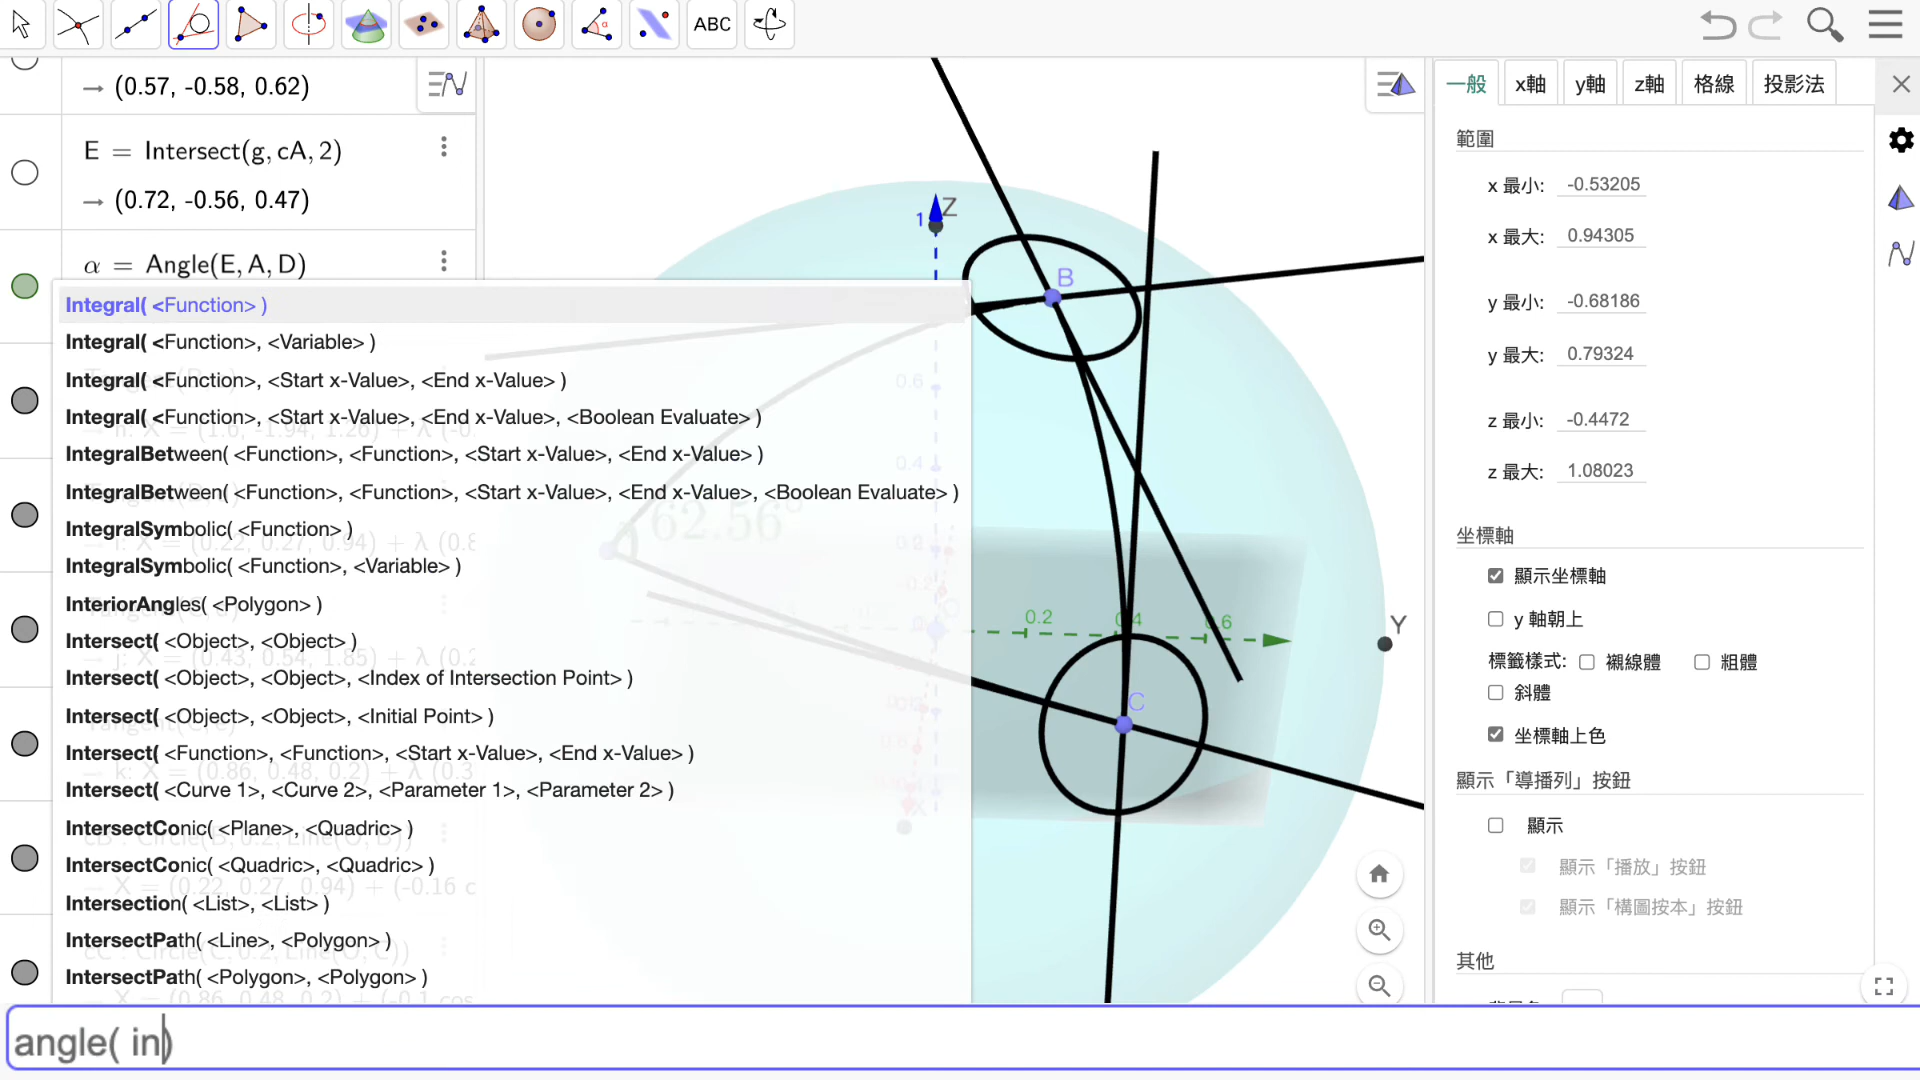 ABC
→ (0.57, -0.58, 0.62)
E = Intersect(g, cA, 2)
→ (0.72, -0.56, 0.47)
α = Angle(E, A, D)
Integral( <Function> )
Integral( <Function>, <Variable> )
Integral( <Function>, <Start x-Value>, <End x-Value> )
Integral( <Function>, <Start x-Value>, <End x-Value>, <Boolean Evaluate> )
IntegralBetween( <Function>, <Function>, <Start x-Value>, <End x-Value> )
IntegralBetween( <Function>, <Function>, <Start x-Value>, <End x-Value>, <Boolean Evaluate> )
IntegralSymbolic( <Function> )
IntegralSymbolic( <Function>, <Variable> )
InteriorAngles( <Polygon> )
Intersect( <Object>, <Object> )
Intersect( <Object>, <Object>, <Index of Intersection Point> )
Intersect( <Object>, <Object>, <Initial Point> )
Intersect( <Function>, <Function>, <Start x-Value>, <End x-Value> )
Intersect( <Curve 1>, <Curve 2>, <Parameter 1>, <Parameter 2> )
IntersectConic( <Plane>, <Quadric> )
IntersectConic( <Quadric>, <Quadric> )
Intersection( <List>, <List> )
IntersectPath( <Line>, <Polygon> )
IntersectPath( <Polygon>, <Polygon> )
angle( in)
62.56°
1
Z
B
0.6
0.4
0.2
0.2
0.4
0.6
Y
C
一般
x軸
y軸
z軸
格線
投影法
範圍
x 最小: -0.53205
x 最大: 0.94305
y 最小: -0.68186
y 最大: 0.79324
z 最小: -0.4472
z 最大: 1.08023
坐標軸
顯示坐標軸
y 軸朝上
標籤樣式: 襯線體 粗體
斜體
坐標軸上色
顯示「導播列」按鈕
顯示
顯示「播放」按鈕
顯示「構圖按本」按鈕
其他